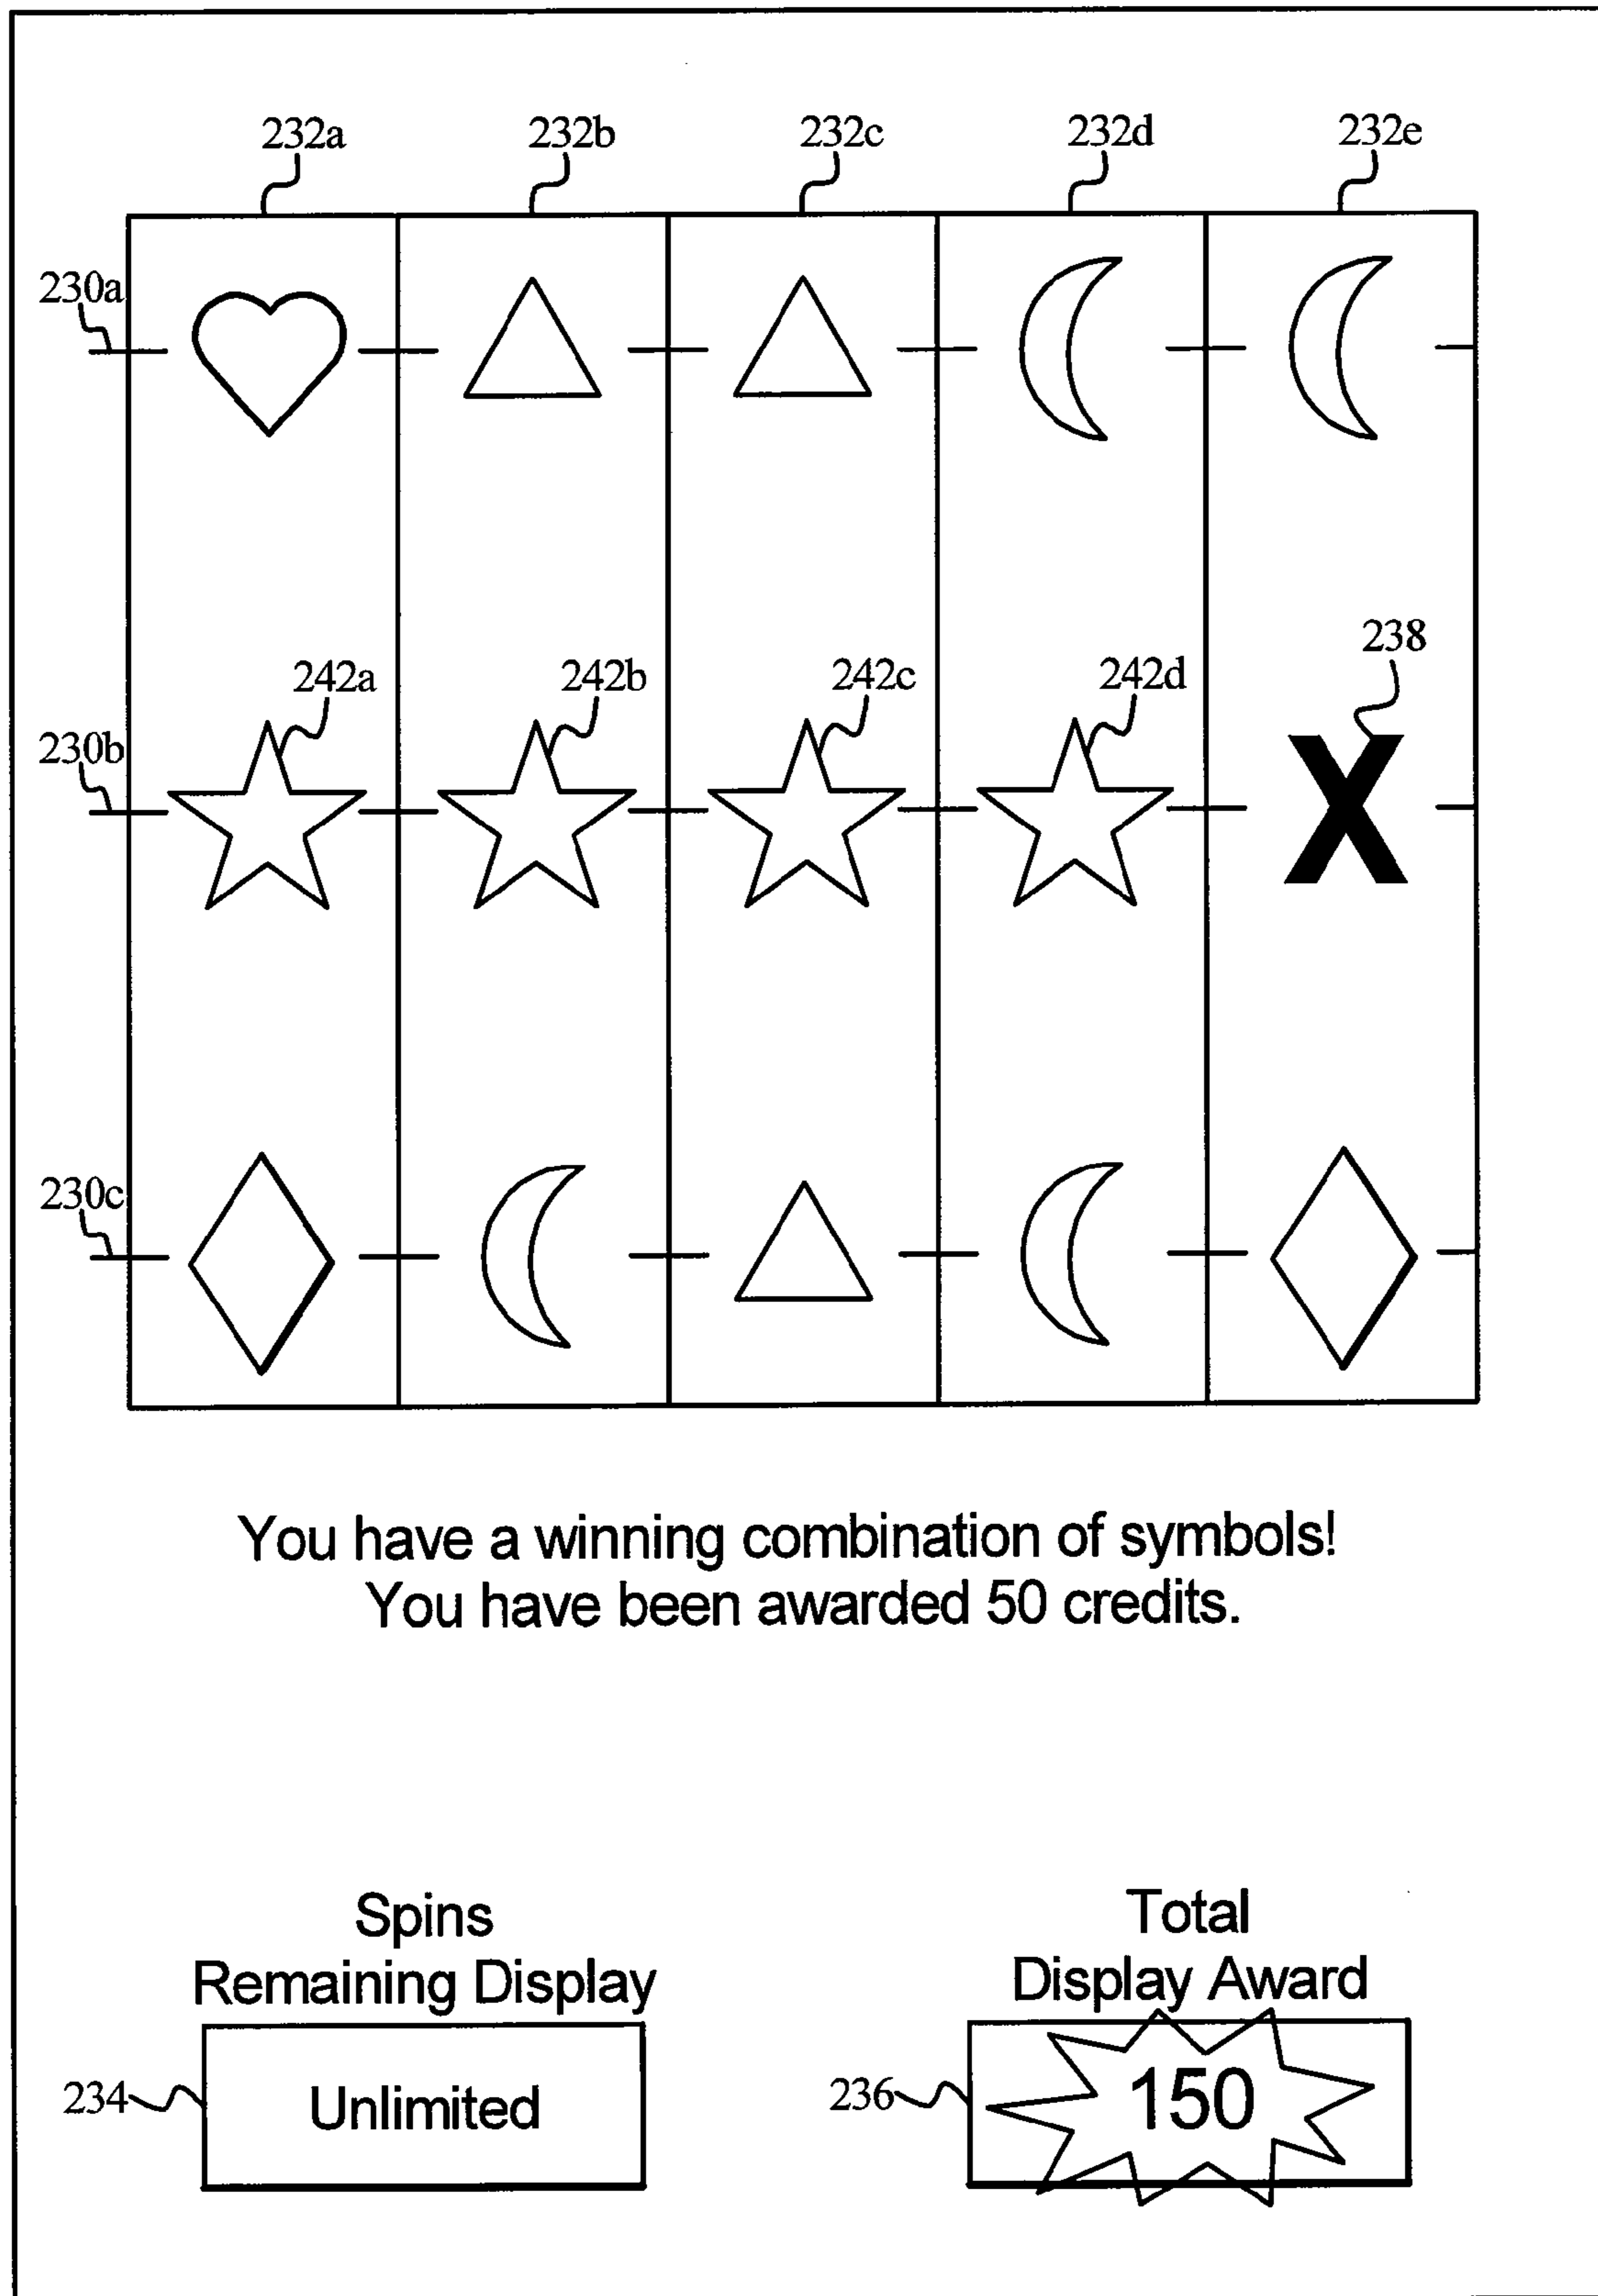 232a 232b 232c 232d 232e
230a
238
242a 242b 242c 242d
230b
X
230c
You have a winning combination of symbols!
You have been awarded 50 credits.
Spins
Remaining Display
Total
Display Award
234 Unlimited
236 150